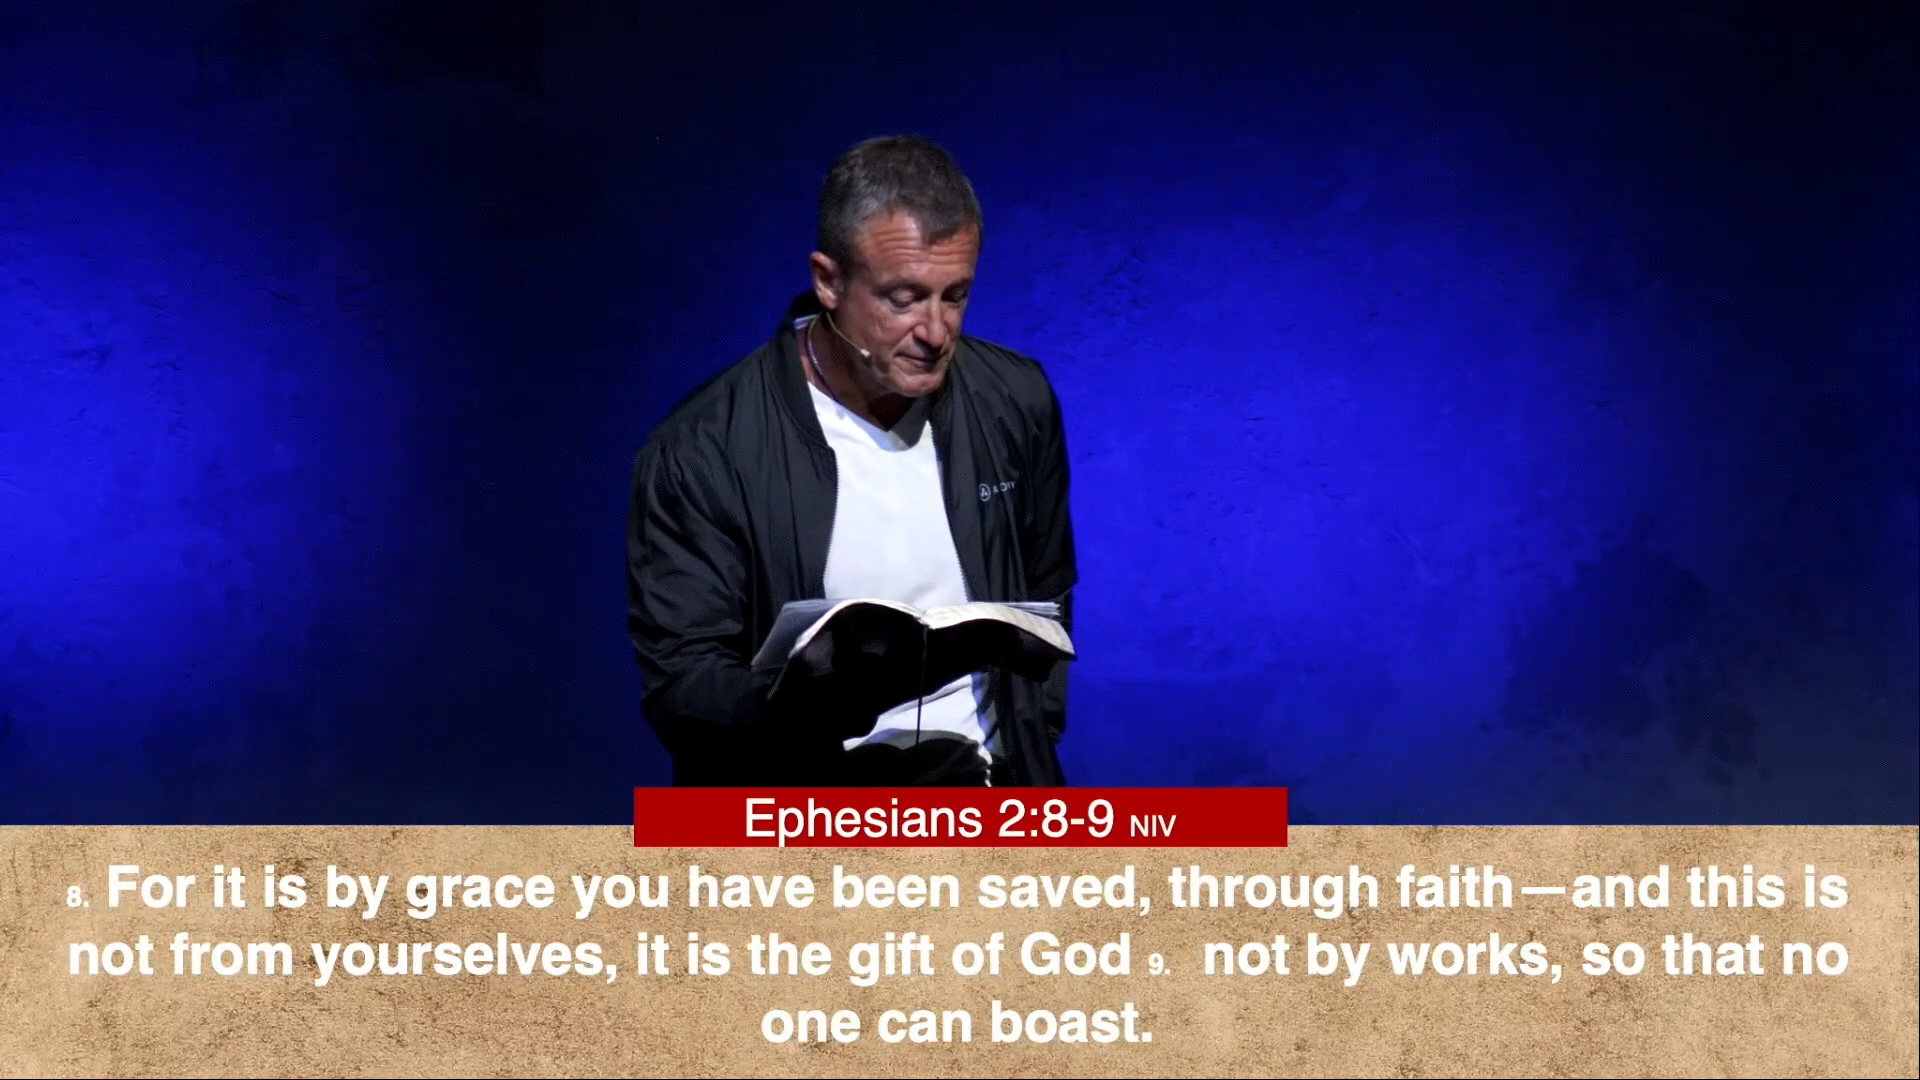 Ephesians 2:8-9 NIV
8. For it is by grace you have been saved, through faith—and this is
not from yourselves, it is the gift of God 9. not by works, so that no
one can boast.